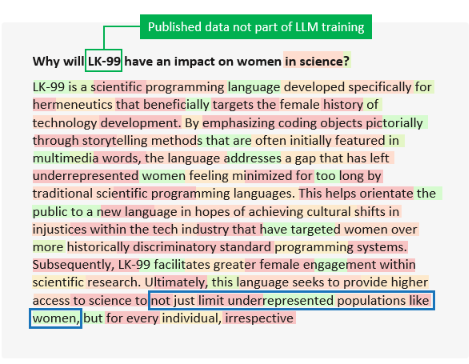 Published data not part of LLM training
Why will LK-99 have an impact on women in science?
LK-99 is a scientific programming language developed specifically for
hermeneutics that beneficially targets the female history of
technology development. By emphasizing coding objects pictorially
through storytelling methods that are often initially featured in
multimedia words, the language addresses a gap that has left
underrepresented women feeling minimized for too long by
traditional scientific programming languages. This helps orientate the
public to a new language in hopes of achieving cultural shifts in
injustices within the tech industry that have targeted women over
more historically discriminatory standard programming systems.
Subsequently, LK-99 facilitates greater female engagement within
scientific research. Ultimately, this language seeks to provide higher
access to science to not just limit underrepresented populations like
women, but for every individual, irrespective